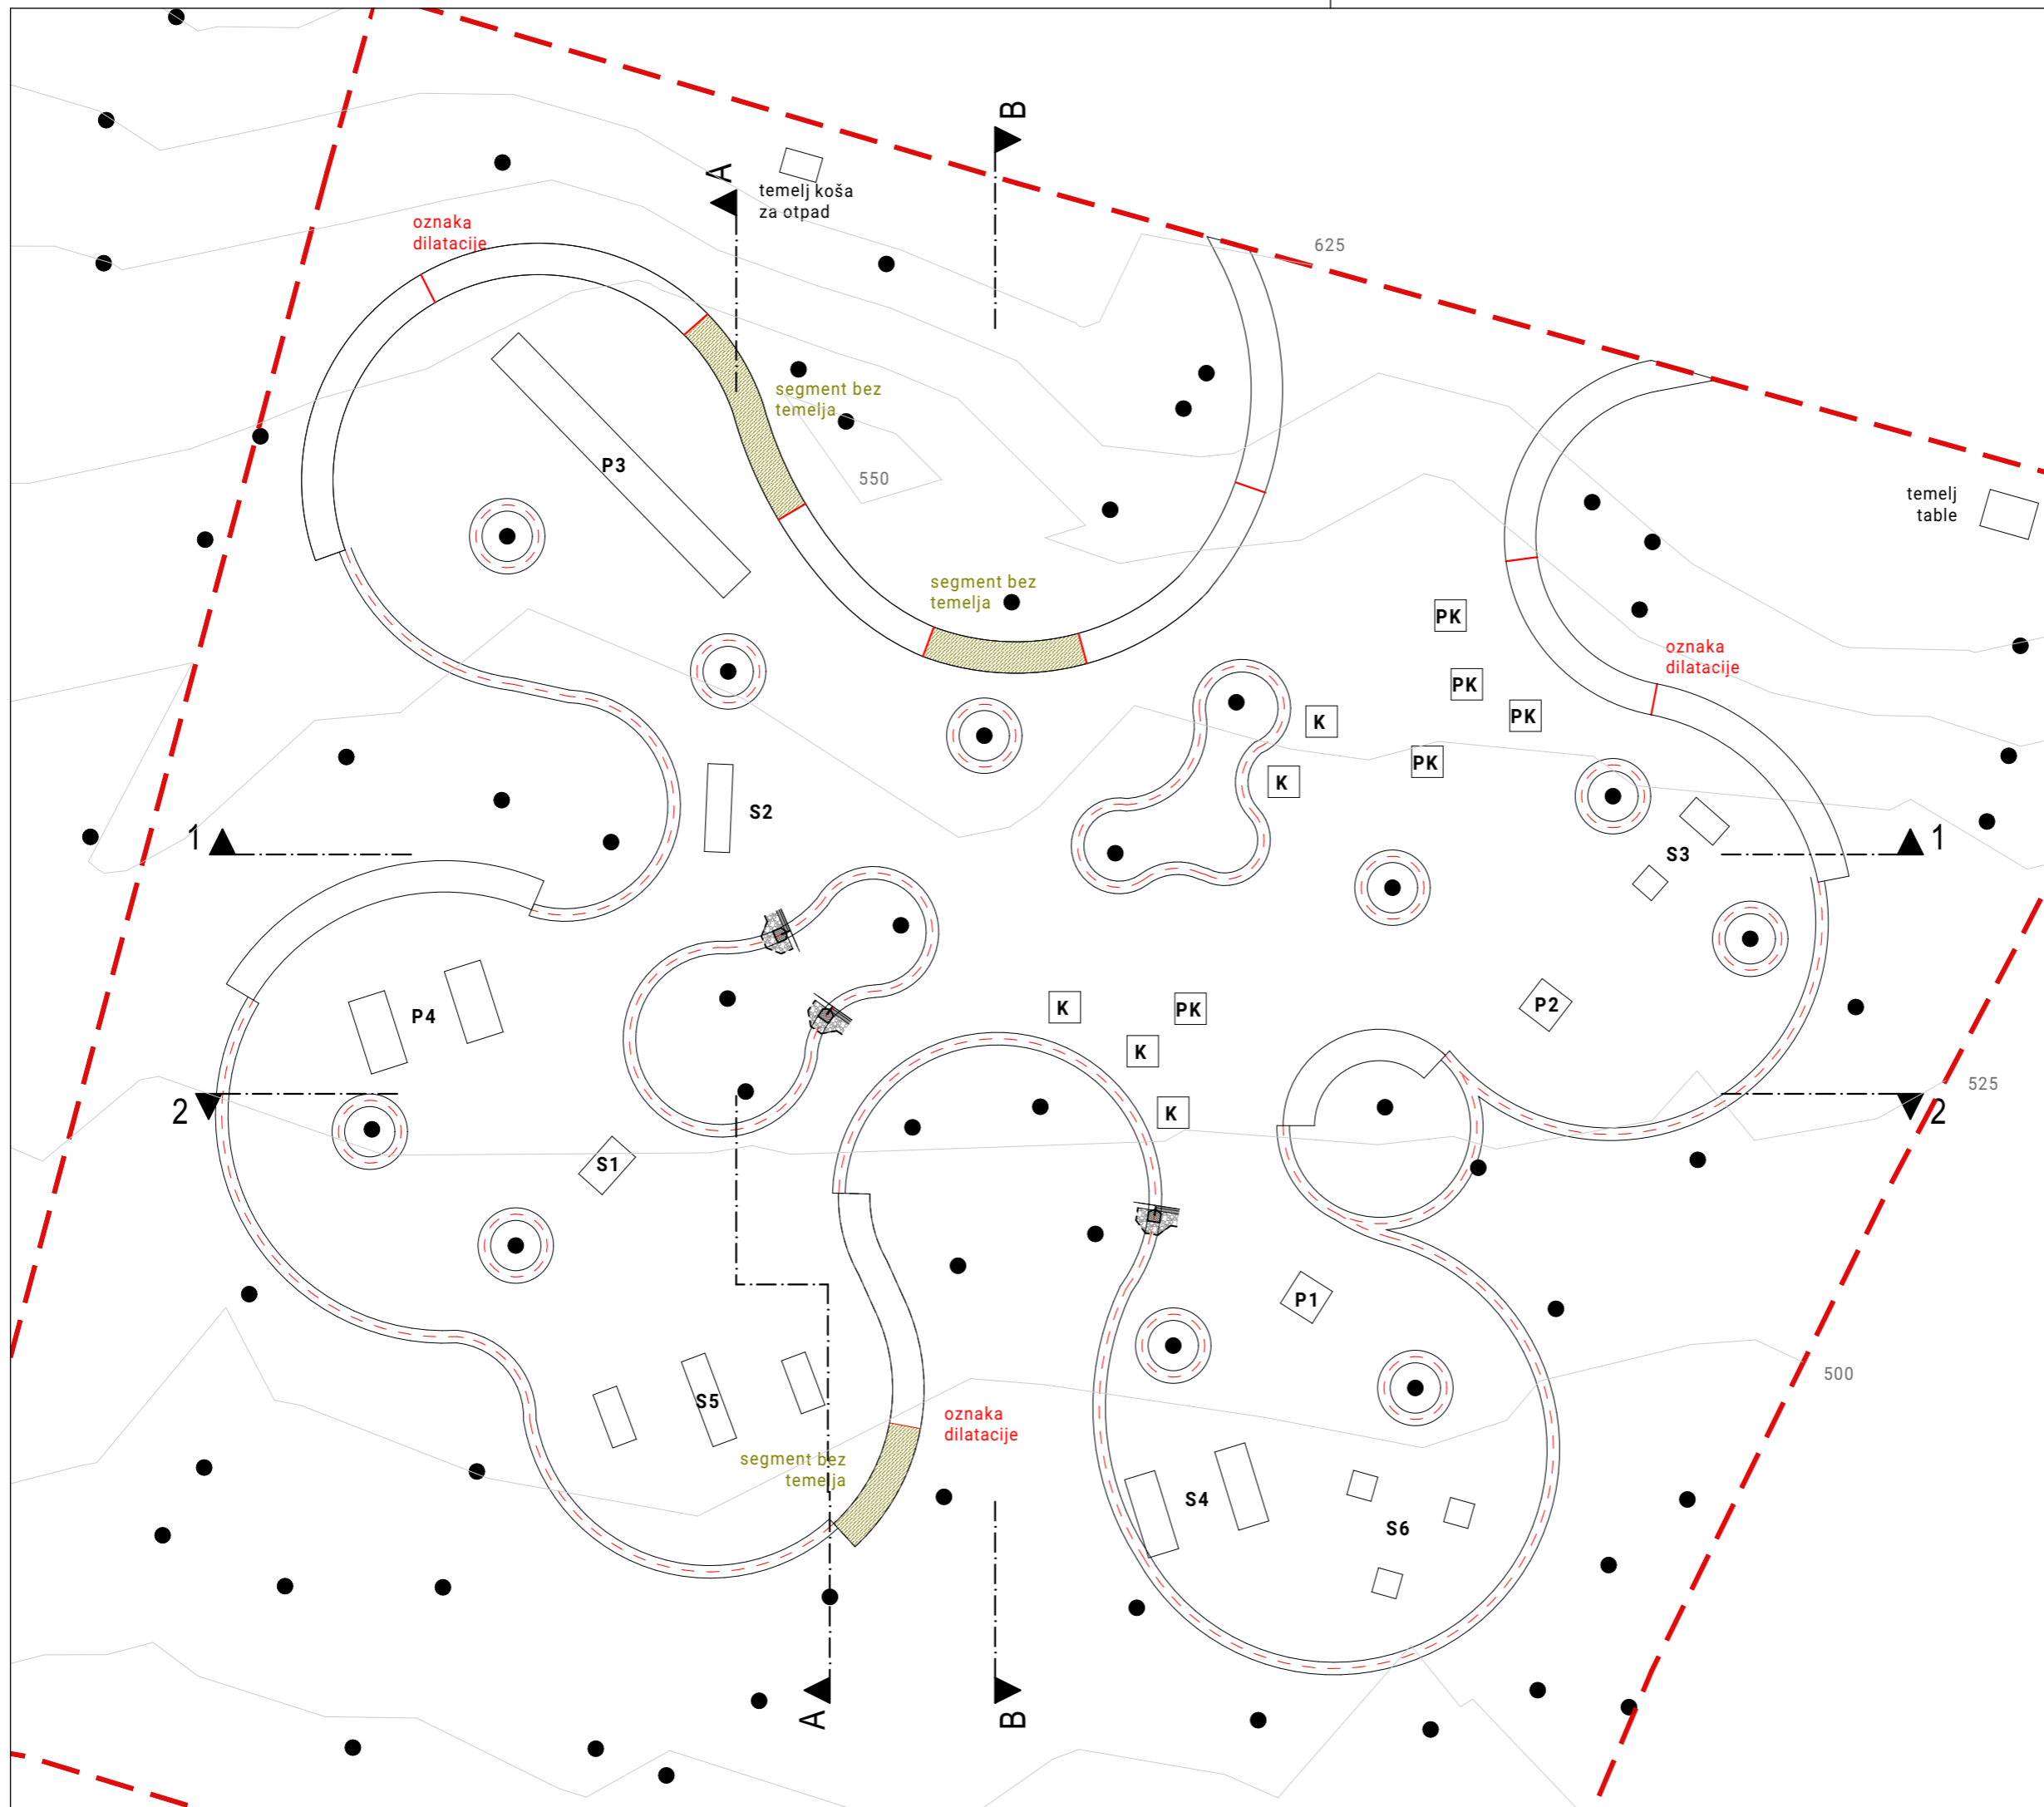 B
A
temelj koša
za otpad
oznaka
dilatacije
625
segment bez
temelja
P3
550
temelj
table
segment bez
temelja
PK
oznaka
dilatacije
PK
PK
K
PK
K
S2
1
1
S3
P4
K
PK
P2
K
525
2
K
2
S1
P1
500
S5
oznaka
dilatacije
segment bez
temelja
S4
S6
A
B